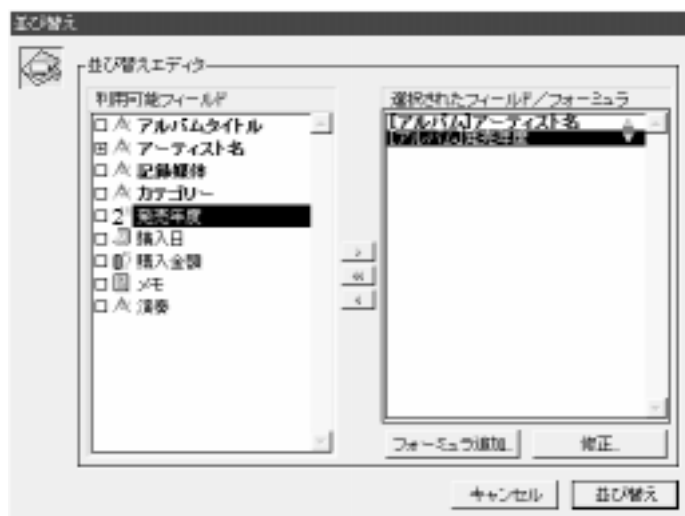 並び替え
並び替えエディタ
利用可能フィールド
アルバムタイトル
アーティスト名
記録媒体
カテゴリー
発売年度
購入日
購入金額
メモ
演奏
選択されたフィールド／フォーミュラ
[アルバム]アーティスト名
[アルバム]発売年度
>
<<
<
フォーミュラ追加...
修正...
キャンセル
並び替え